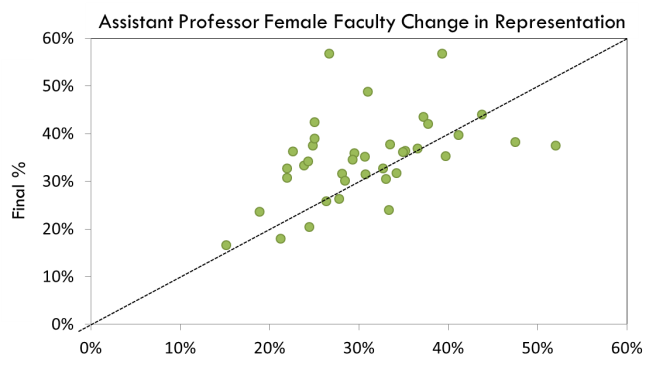 Assistant Professor Female Faculty Change in Representation
60%
50%
40%
30%
20%
10%
0%
Final %
0% 10% 20% 30% 40% 50% 60%